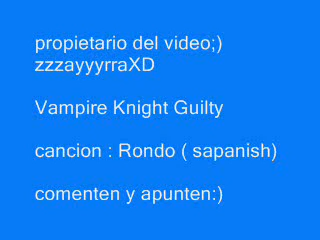 propietario del video;)
zzzayyyrraXD
Vampire Knight Guilty
cancion : Rondo ( sapanish)
comenten y apunten:)